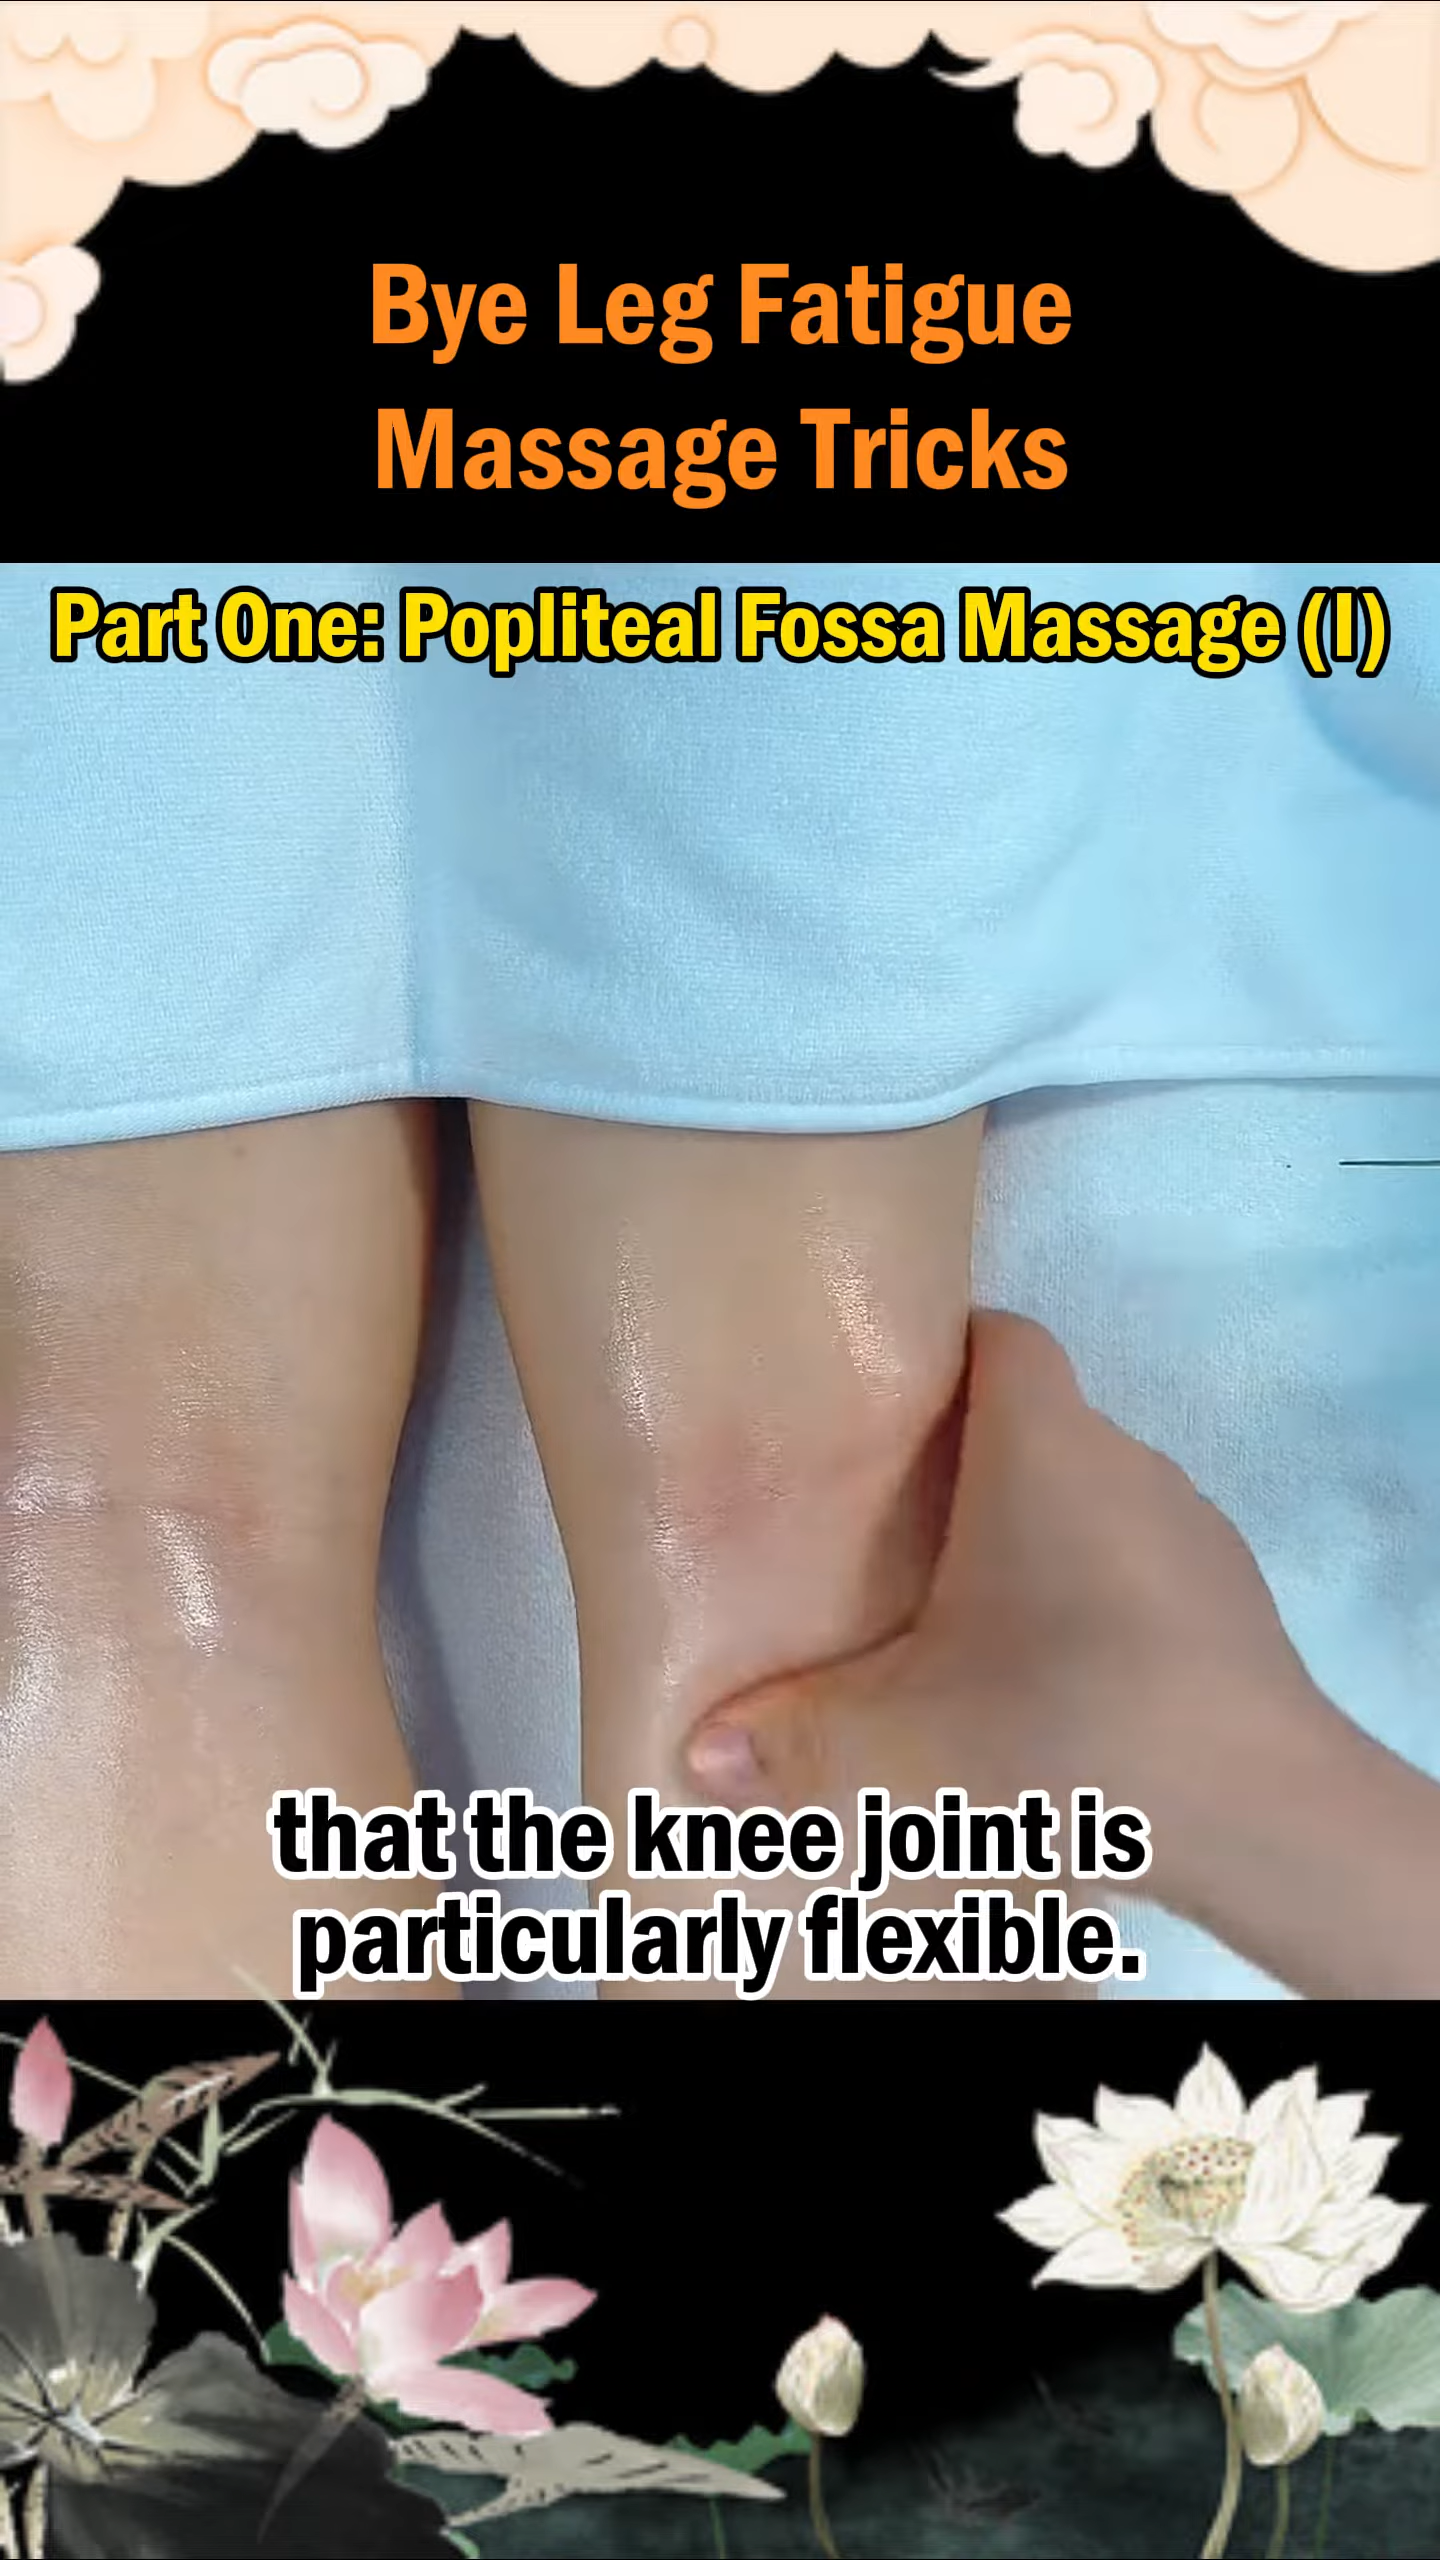 Bye Leg Fatigue
Massage Tricks
Part One: Popliteal Fossa Massage (I)
that the knee joint is
particularly flexible.